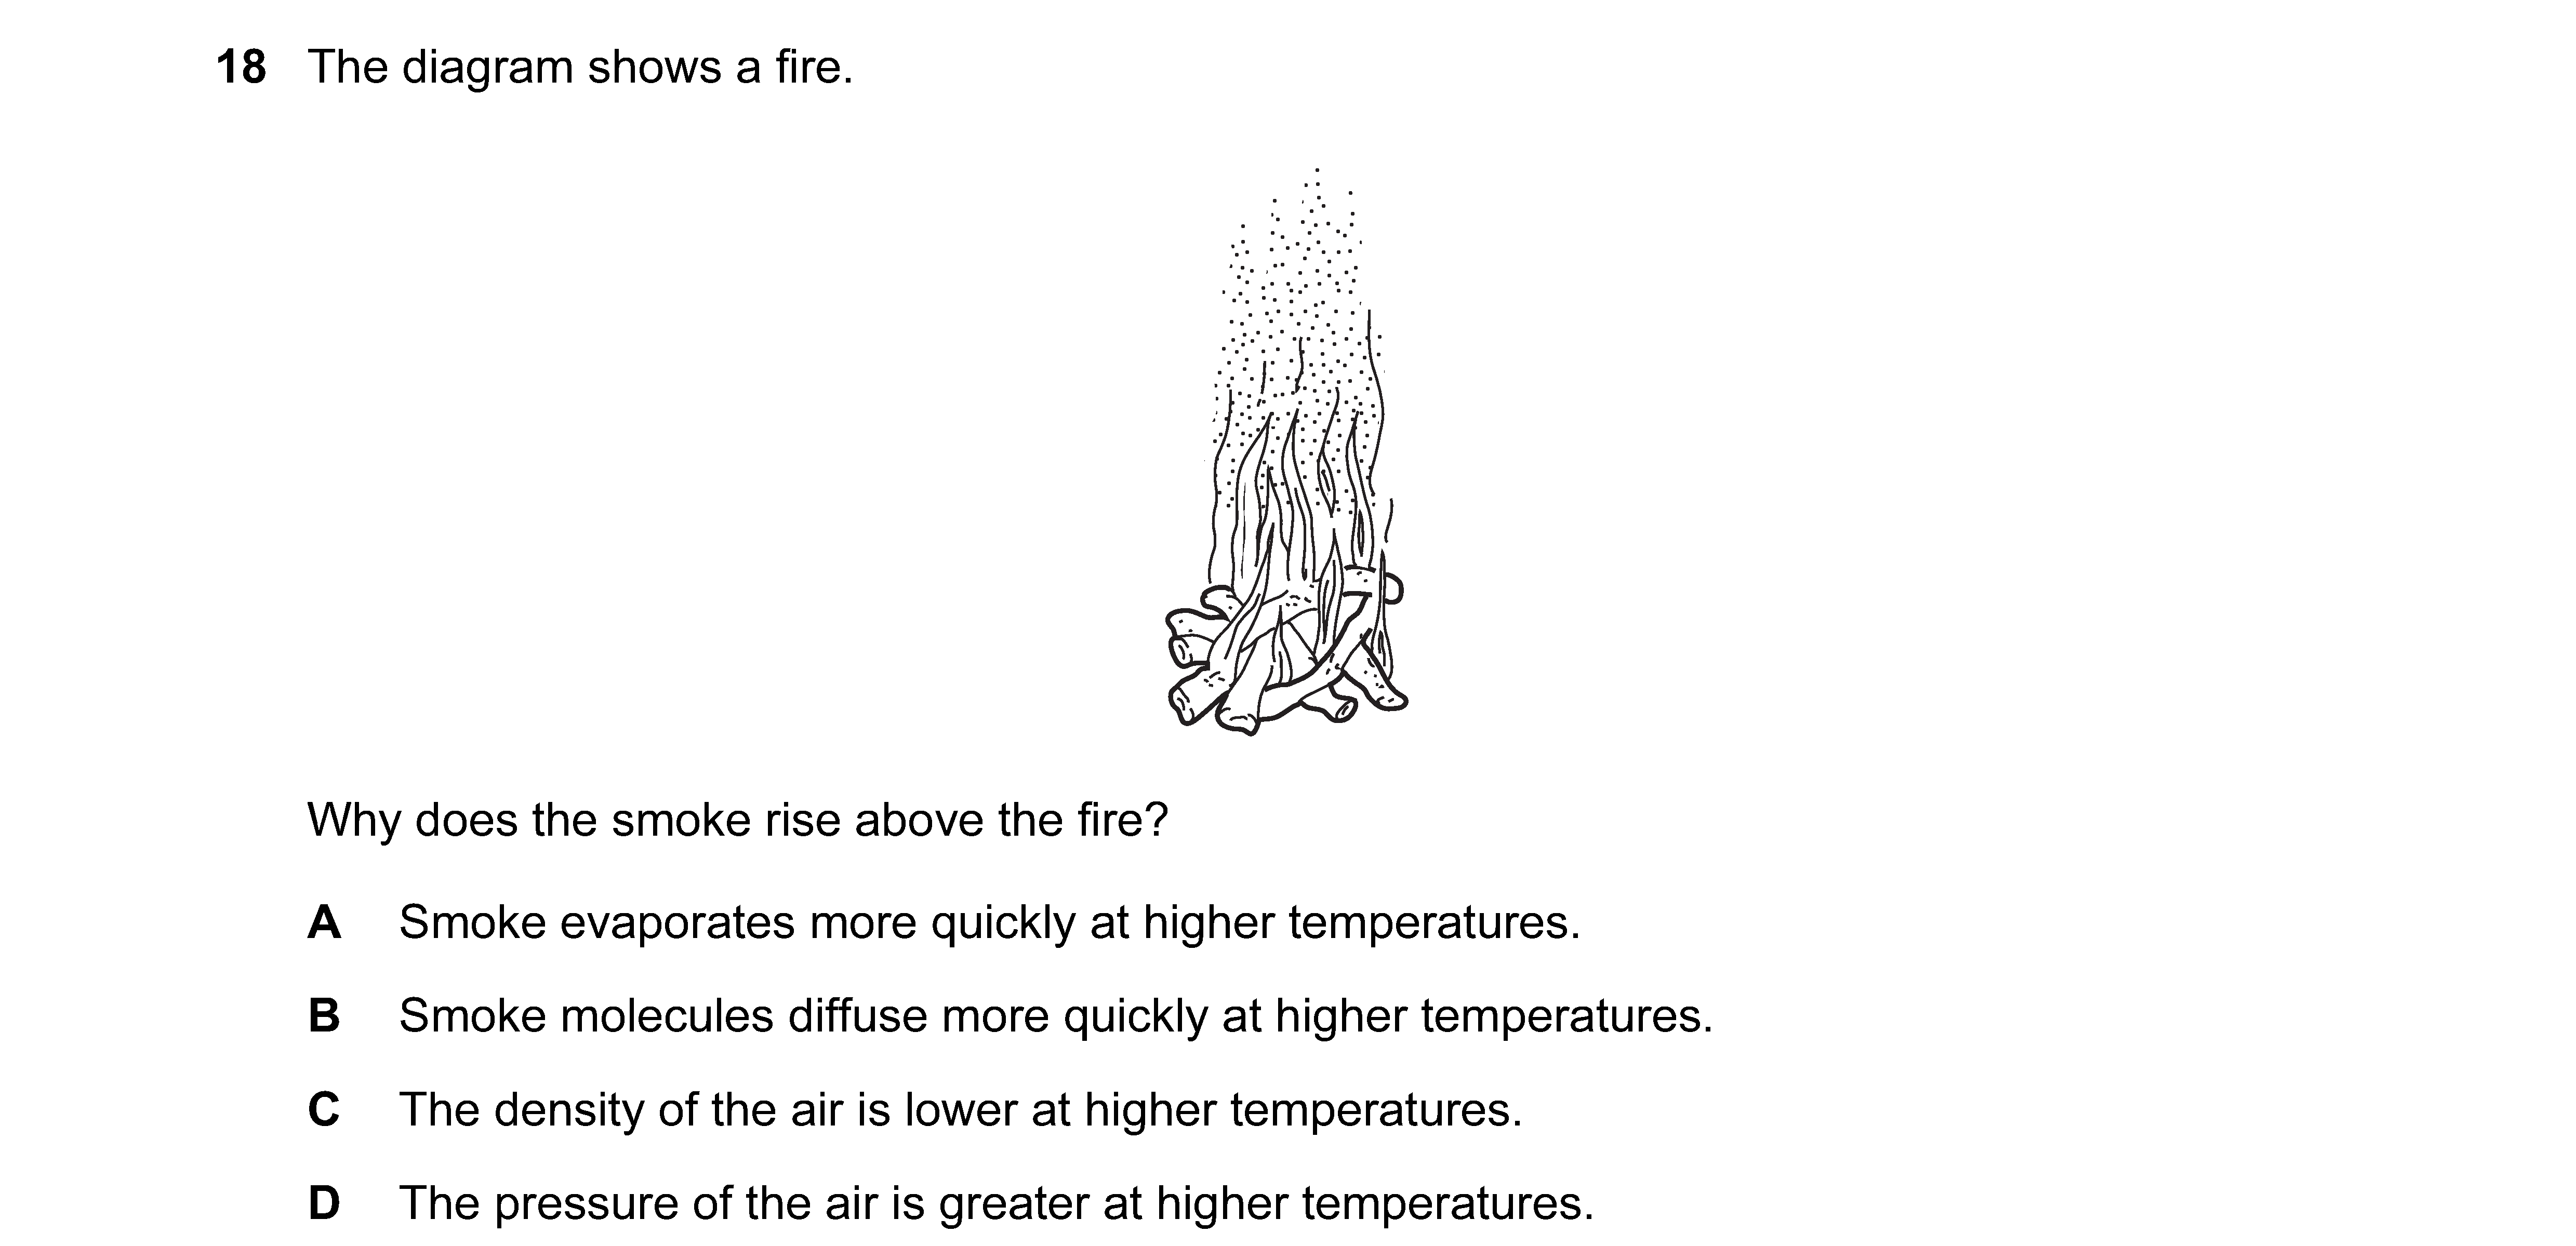 18 The diagram shows a fire.
Why does the smoke rise above the fire?
A Smoke evaporates more quickly at higher temperatures.
B Smoke molecules diffuse more quickly at higher temperatures.
C The density of the air is lower at higher temperatures.
D The pressure of the air is greater at higher temperatures.